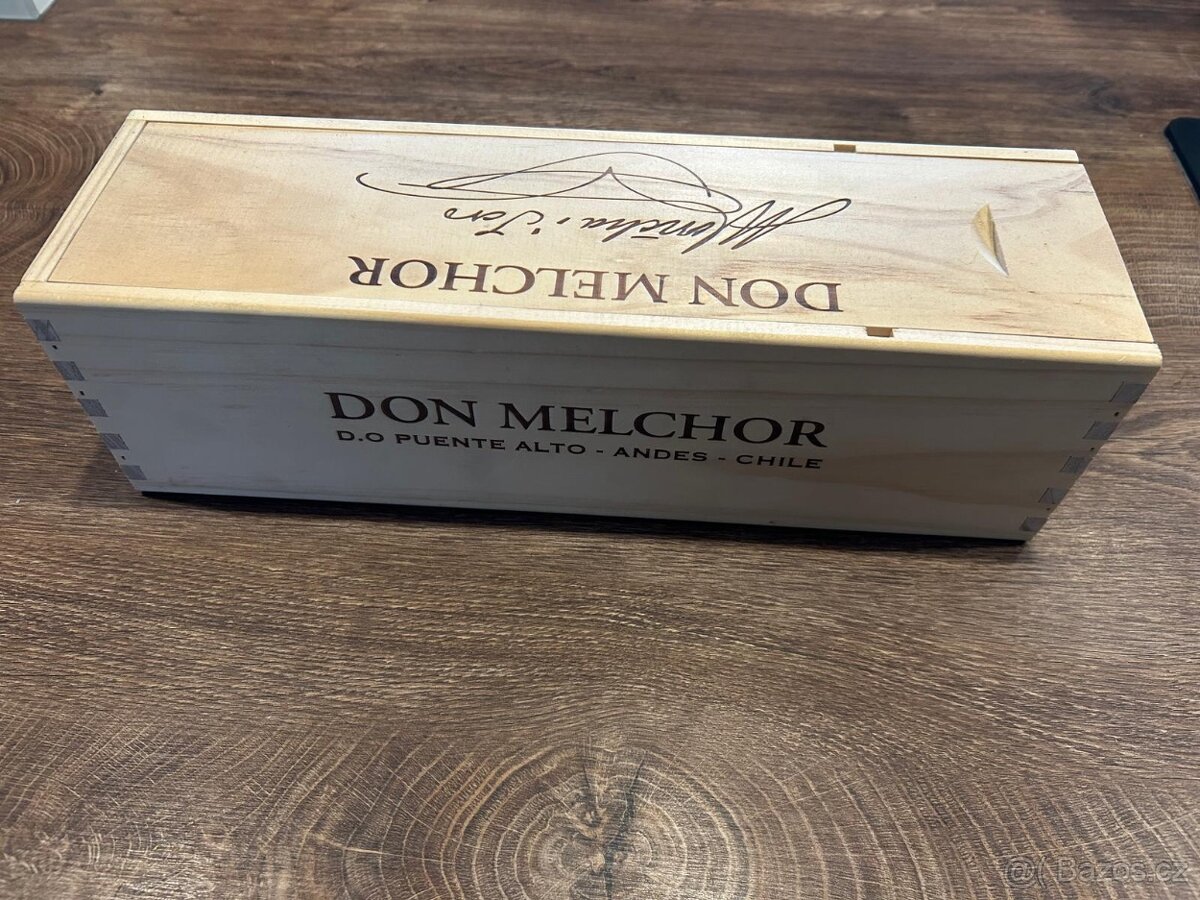 DON MELCHOR
DON MELCHOR
D.O PUENTE ALTO - ANDES - CHILE
Bazos.cz